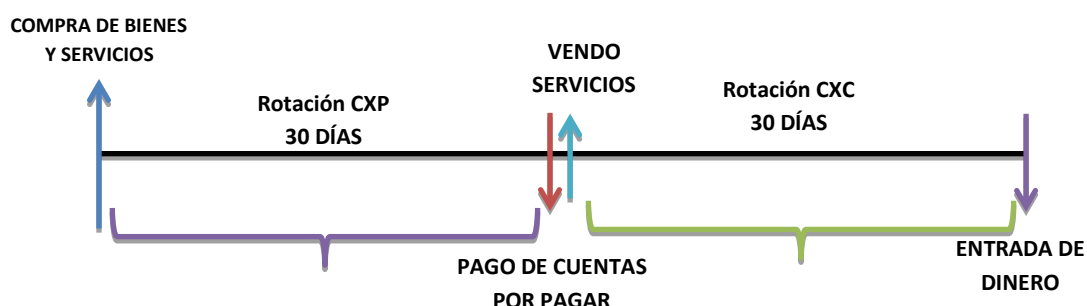 COMPRA DE BIENES
Y SERVICIOS
Rotación CXP
30 DÍAS
VENDO
SERVICIOS
Rotación CXC
30 DÍAS
PAGO DE CUENTAS
POR PAGAR
ENTRADA DE
DINERO